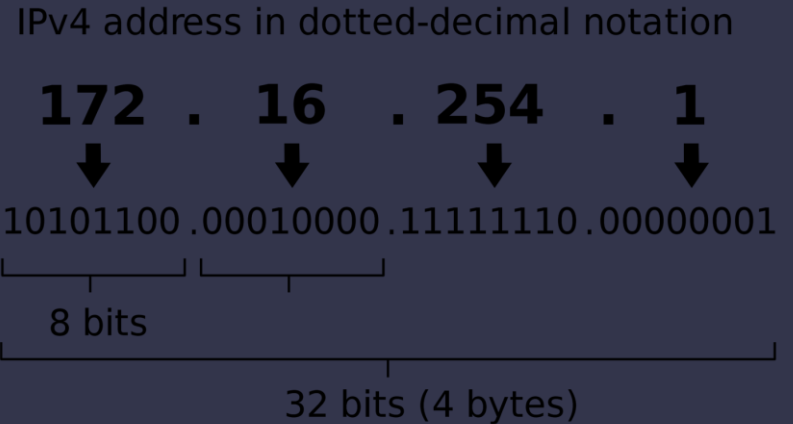 IPv4 address in dotted-decimal notation
172 . 16 . 254 . 1
10101100 .00010000 .11111110 .00000001
8 bits
32 bits (4 bytes)